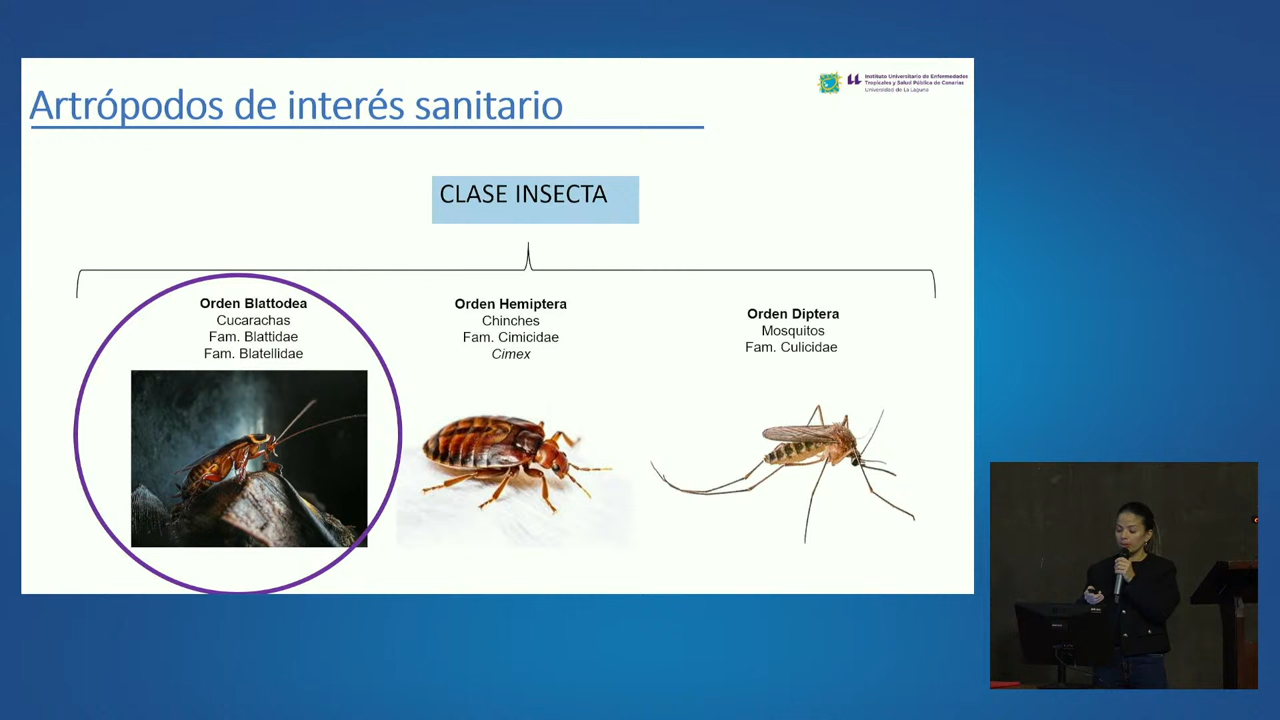 Artrópodos de interés sanitario
Instituto Universitario de Enfermedades
Tropicales y Salud Pública de Canarias
Universidad de La Laguna
CLASE INSECTA
Orden Blattodea
Cucarachas
Fam. Blattidae
Fam. Blatellidae
Orden Hemiptera
Chinches
Fam. Cimicidae
Cimex
Orden Diptera
Mosquitos
Fam. Culicidae